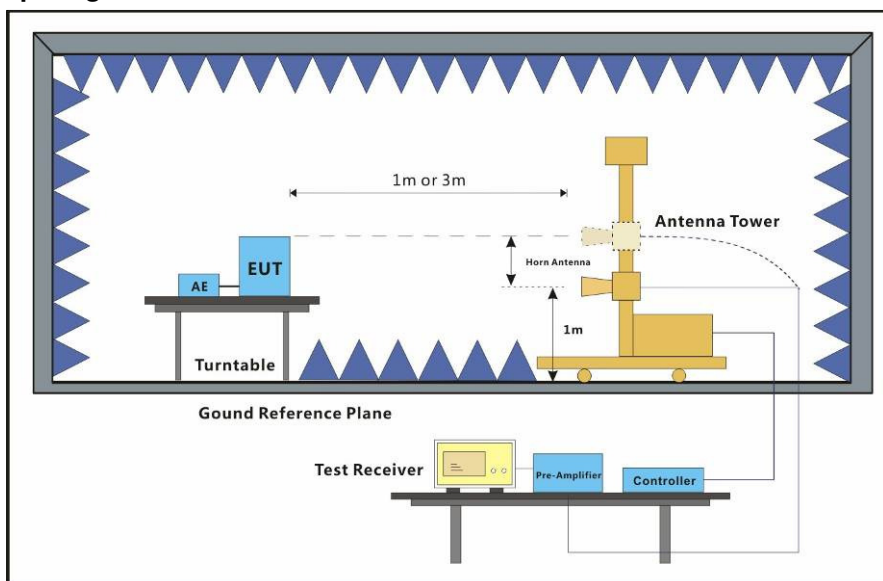 1m or 3m
Antenna Tower
EUT
Horn Antenna
AE
1m
Turntable
Gound Reference Plane
Test Receiver
Pre-Amplifier
Controller